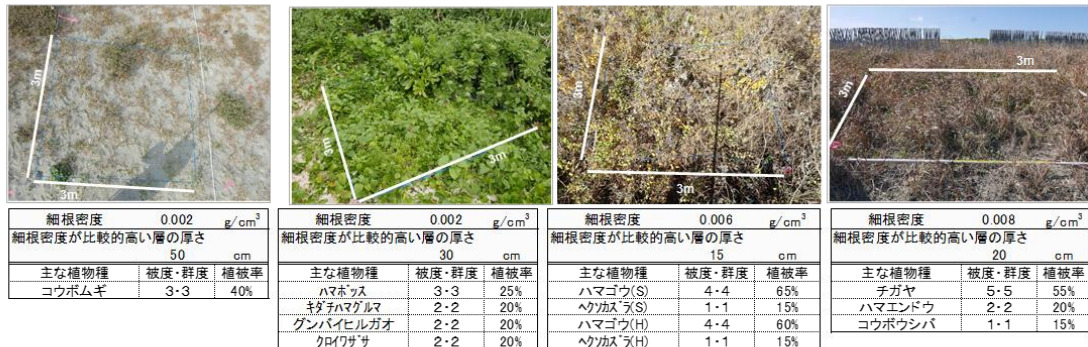 3m
3m
3m
3m
3m
3m
3m
3m
細根密度 0.002 g/cm³
細根密度が比較的高い層の厚さ
50 cm
主な植物種 被度・群度 植被率
コウボムギ 3・3 40%
細根密度 0.002 g/cm³
細根密度が比較的高い層の厚さ
30 cm
主な植物種 被度・群度 植被率
ハマボッス 3・3 25%
キダチハマグルマ 2・2 20%
グンバイヒルガオ 2・2 20%
クロイワザサ 2・2 20%
細根密度 0.006 g/cm³
細根密度が比較的高い層の厚さ
15 cm
主な植物種 被度・群度 植被率
ハマゴウ(S) 4・4 65%
ヘクソカズラ(S) 1・1 15%
ハマゴウ(H) 4・4 60%
ヘクソカズラ(H) 1・1 15%
細根密度 0.008 g/cm³
細根密度が比較的高い層の厚さ
20 cm
主な植物種 被度・群度 植被率
チガヤ 5・5 55%
ハマエンドウ 2・2 20%
コウボウシバ 1・1 15%